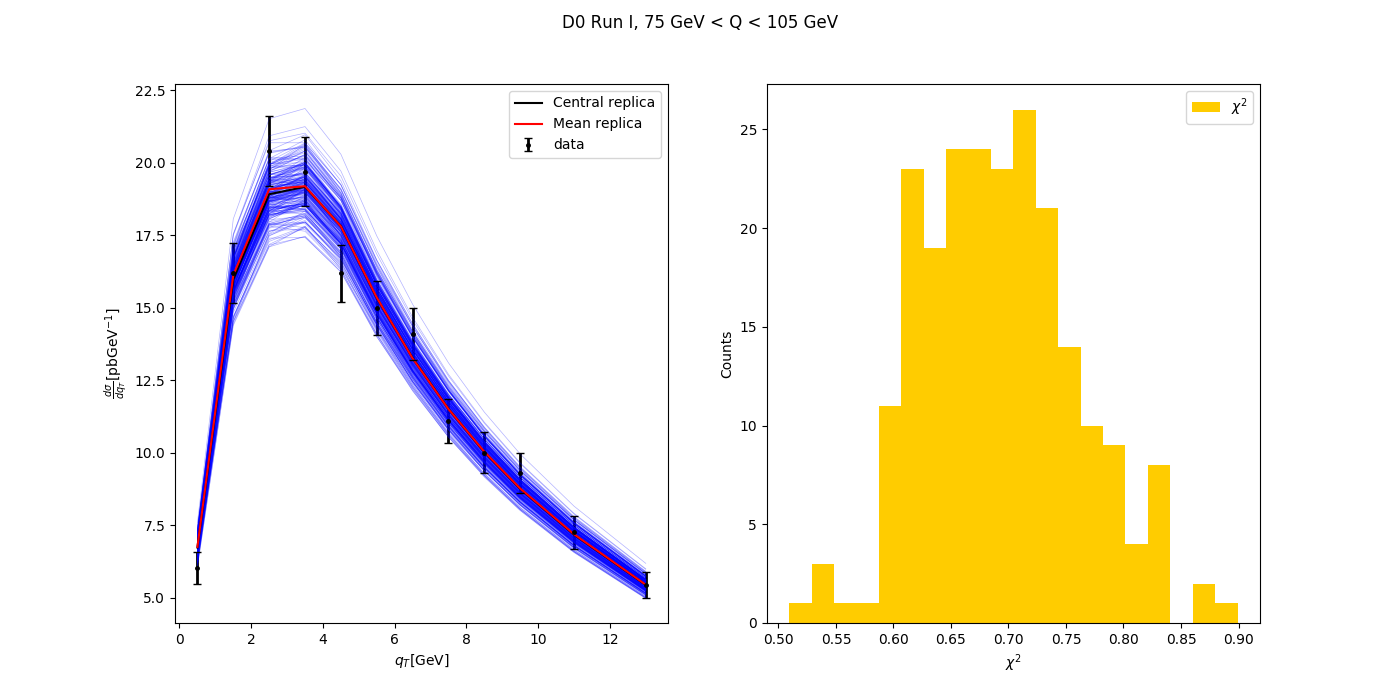 D0 Run I, 75 GeV < Q < 105 GeV
22.5
20.0
17.5
15.0
12.5
10.0
7.5
5.0
dσ/dq_T [pbGeV⁻¹]
0 2 4 6 8 10 12
q_T[GeV]
Central replica
Mean replica
data
25
20
15
10
5
0
Counts
0.50 0.55 0.60 0.65 0.70 0.75 0.80 0.85 0.90
χ²
χ²